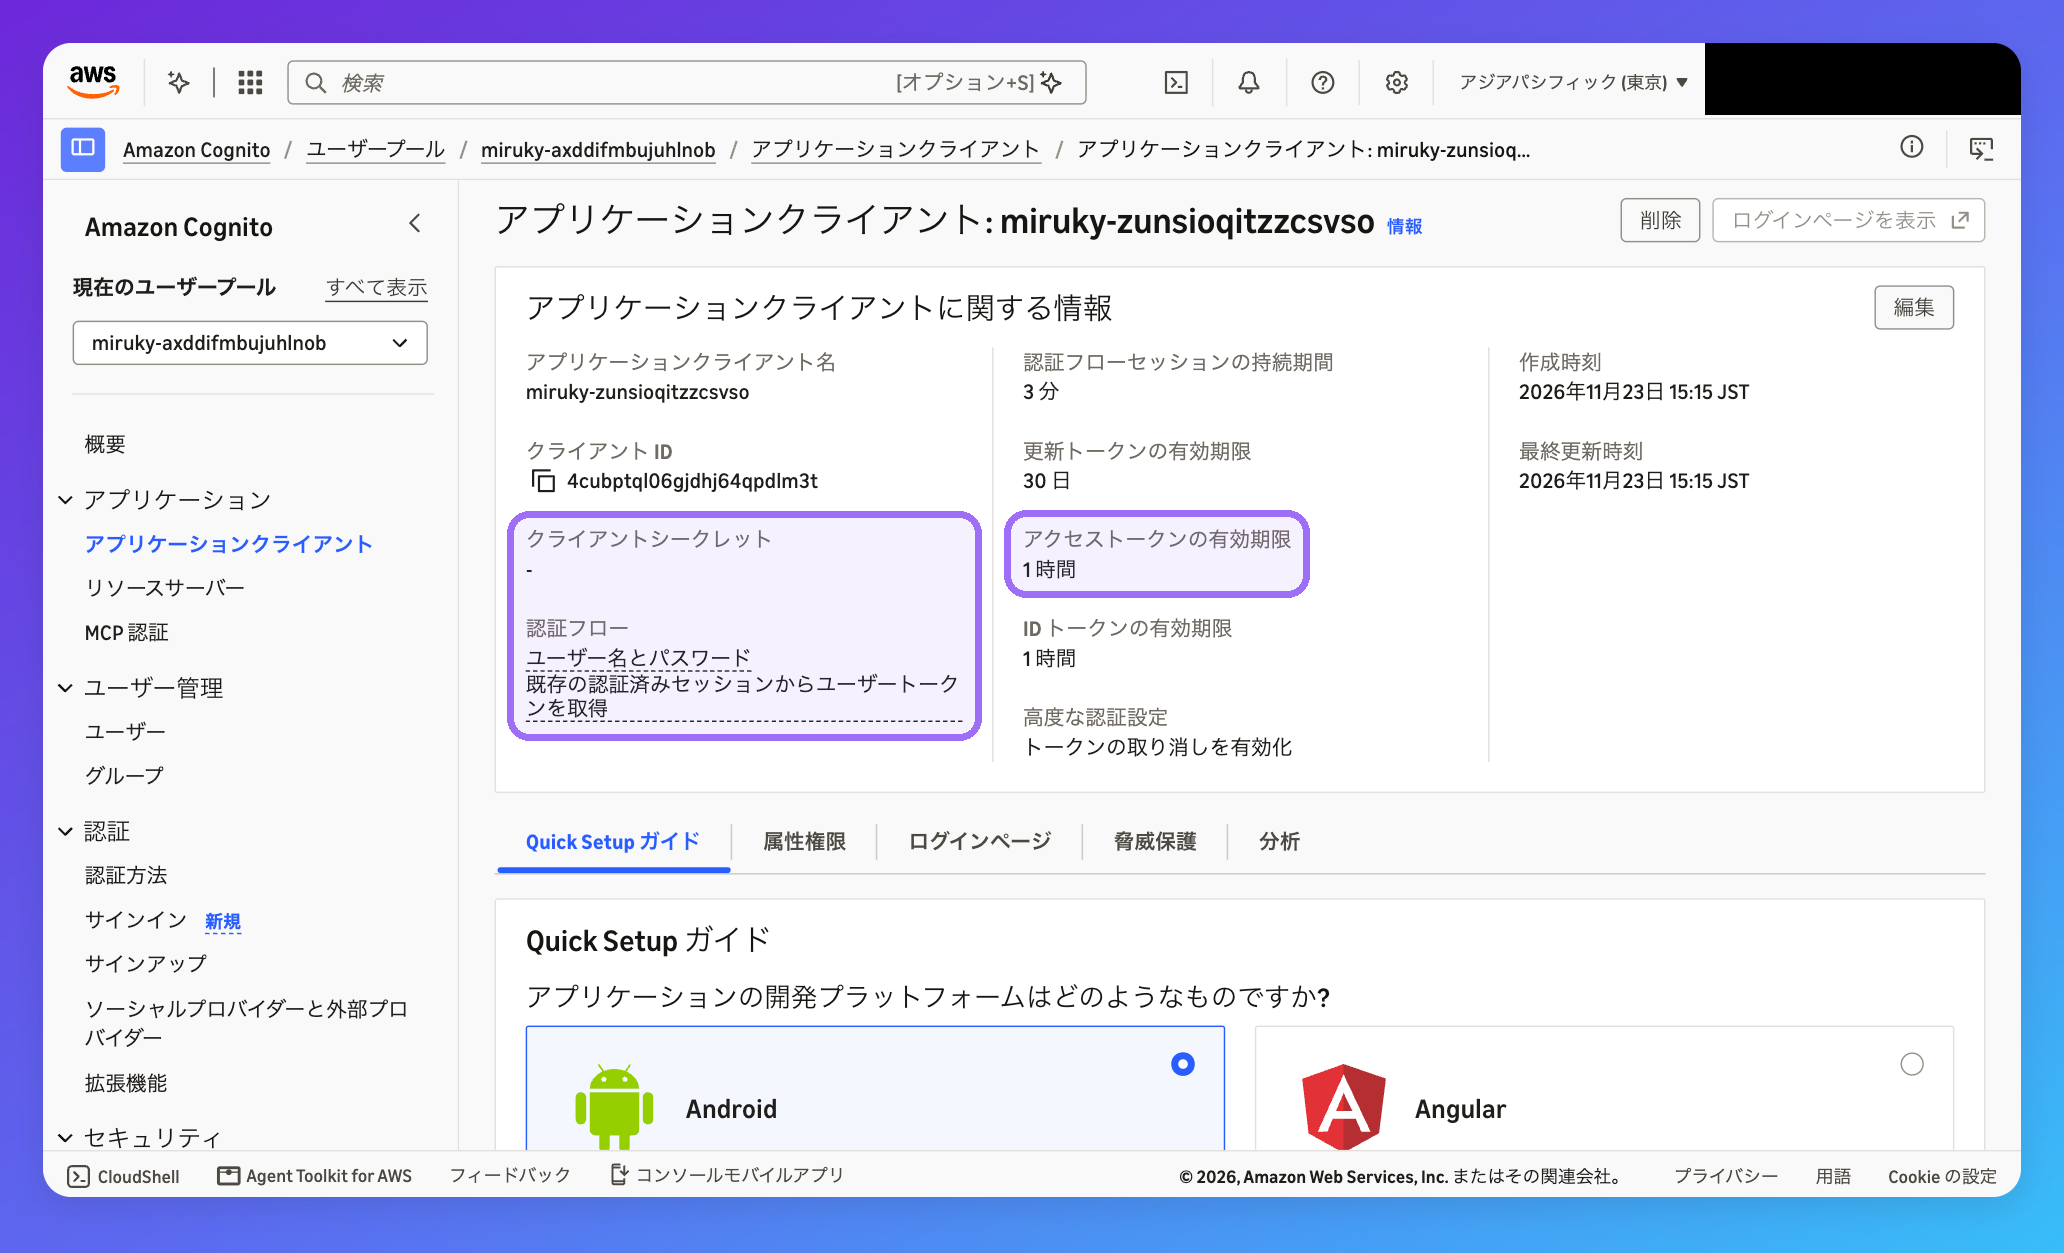 aws
検索
[オプション+S]
アジアパシフィック (東京) ▼
Amazon Cognito / ユーザープール / miruky-axddifmbujuhlnob / アプリケーションクライアント / アプリケーションクライアント: miruky-zunsioq...
Amazon Cognito
現在のユーザープール
すべて表示
miruky-axddifmbujuhlnob
概要
アプリケーション
アプリケーションクライアント
リソースサーバー
MCP 認証
ユーザー管理
ユーザー
グループ
認証
認証方法
サインイン 新規
サインアップ
ソーシャルプロバイダーと外部プロ
バイダー
拡張機能
セキュリティ
アプリケーションクライアント: miruky-zunsioqitzzcsvso 情報
削除
ログインページを表示
アプリケーションクライアントに関する情報
編集
アプリケーションクライアント名
miruky-zunsioqitzzcsvso
クライアント ID
4cubptql06gjdhj64qpdlm3t
クライアントシークレット
-
認証フロー
ユーザー名とパスワード
既存の認証済みセッションからユーザートーク
ンを取得
認証フローセッションの持続期間
3 分
更新トークンの有効期限
30 日
アクセストークンの有効期限
1 時間
ID トークンの有効期限
1 時間
高度な認証設定
トークンの取り消しを有効化
作成時刻
2026年11月23日 15:15 JST
最終更新時刻
2026年11月23日 15:15 JST
Quick Setup ガイド
属性権限
ログインページ
脅威保護
分析
Quick Setup ガイド
アプリケーションの開発プラットフォームはどのようなものですか?
Android
Angular
CloudShell
Agent Toolkit for AWS
フィードバック
コンソールモバイルアプリ
© 2026, Amazon Web Services, Inc. またはその関連会社。
プライバシー
用語
Cookie の設定